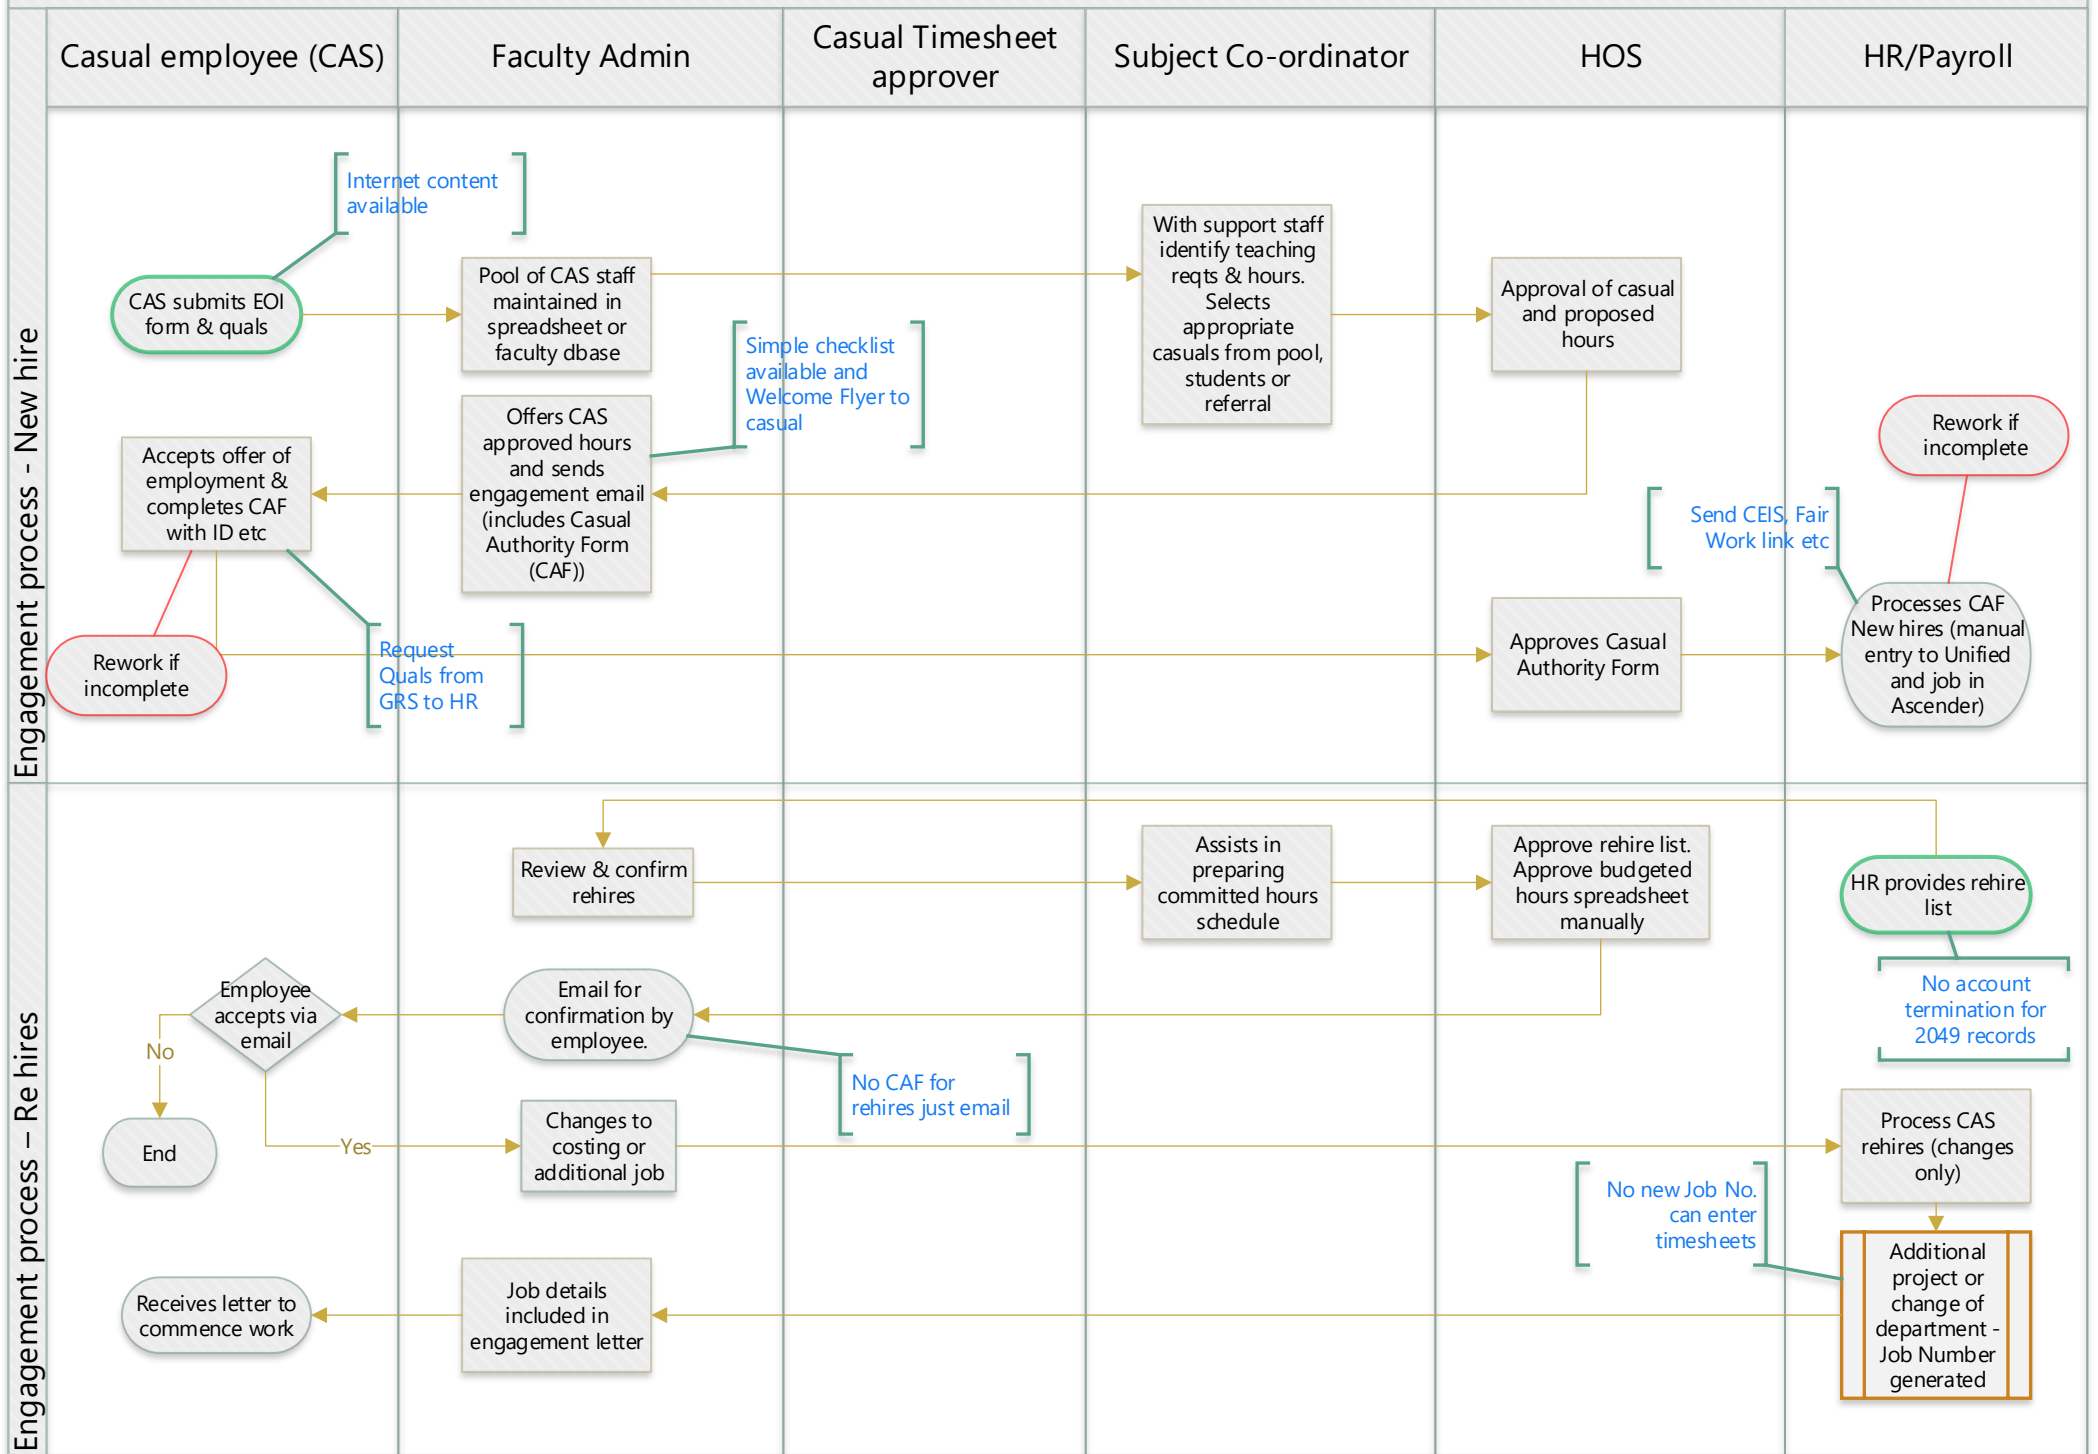 Casual employee (CAS)
Faculty Admin
Casual Timesheet
approver
Subject Co-ordinator
HOS
HR/Payroll
Engagement process - New hire
Internet content
available
CAS submits EOI
form & quals
Pool of CAS staff
maintained in
spreadsheet or
faculty dbase
With support staff
identify teaching
reqts & hours.
Selects
appropriate
casuals from pool,
students or
referral
Approval of casual
and proposed
hours
Simple checklist
available and
Welcome Flyer to
casual
Offers CAS
approved hours
and sends
engagement email
(includes Casual
Authority Form
(CAF))
Accepts offer of
employment &
completes CAF
with ID etc
Rework if
incomplete
Request
Quals from
GRS to HR
Rework if
incomplete
Send CEIS, Fair
Work link etc
Approves Casual
Authority Form
Processes CAF
New hires (manual
entry to Unified
and job in
Ascender)
Engagement process – Re hires
Review & confirm
rehires
Assists in
preparing
committed hours
schedule
Approve rehire list.
Approve budgeted
hours spreadsheet
manually
HR provides rehire
list
No account
termination for
2049 records
Employee
accepts via
email
Email for
confirmation by
employee.
No CAF for
rehires just email
No
Yes
End
Changes to
costing or
additional job
Process CAS
rehires (changes
only)
No new Job No.
can enter
timesheets
Additional
project or
change of
department -
Job Number
generated
Job details
included in
engagement letter
Receives letter to
commence work